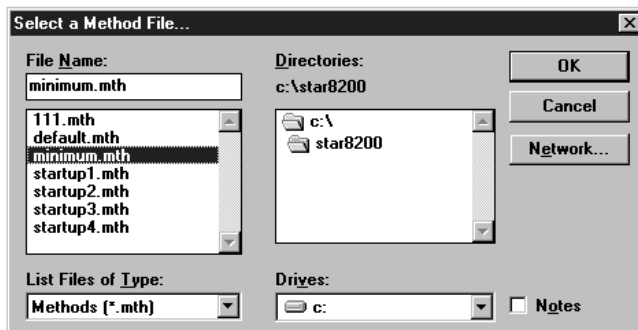 Select a Method File...
File Name:
minimum.mth
111.mth
default.mth
minimum.mth
startup1.mth
startup2.mth
startup3.mth
startup4.mth
List Files of Type:
Methods (*.mth)
Directories:
c:\star8200
c:\
star8200
Drives:
c:
OK
Cancel
Network...
Notes